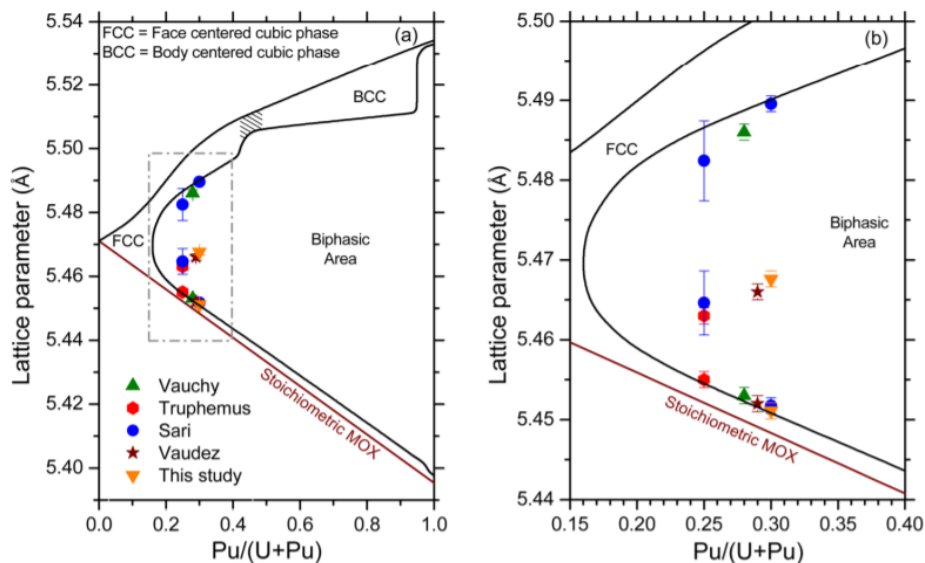 FCC = Face centered cubic phase
BCC = Body centered cubic phase
(a)
BCC
FCC
Biphasic
Area
Stoichiometric MOX
Vauchy
Truphemus
Sari
Vaudez
This study
Lattice parameter (Å)
5.54
5.53
5.50
5.48
5.46
5.44
5.42
5.40
0.0
0.2
0.4
0.6
0.8
1.0
Pu/(U+Pu)
(b)
FCC
Biphasic
Area
Stoichiometric MOX
Lattice parameter (Å)
5.50
5.49
5.48
5.47
5.46
5.45
5.44
0.15
0.20
0.25
0.30
0.35
0.40
Pu/(U+Pu)